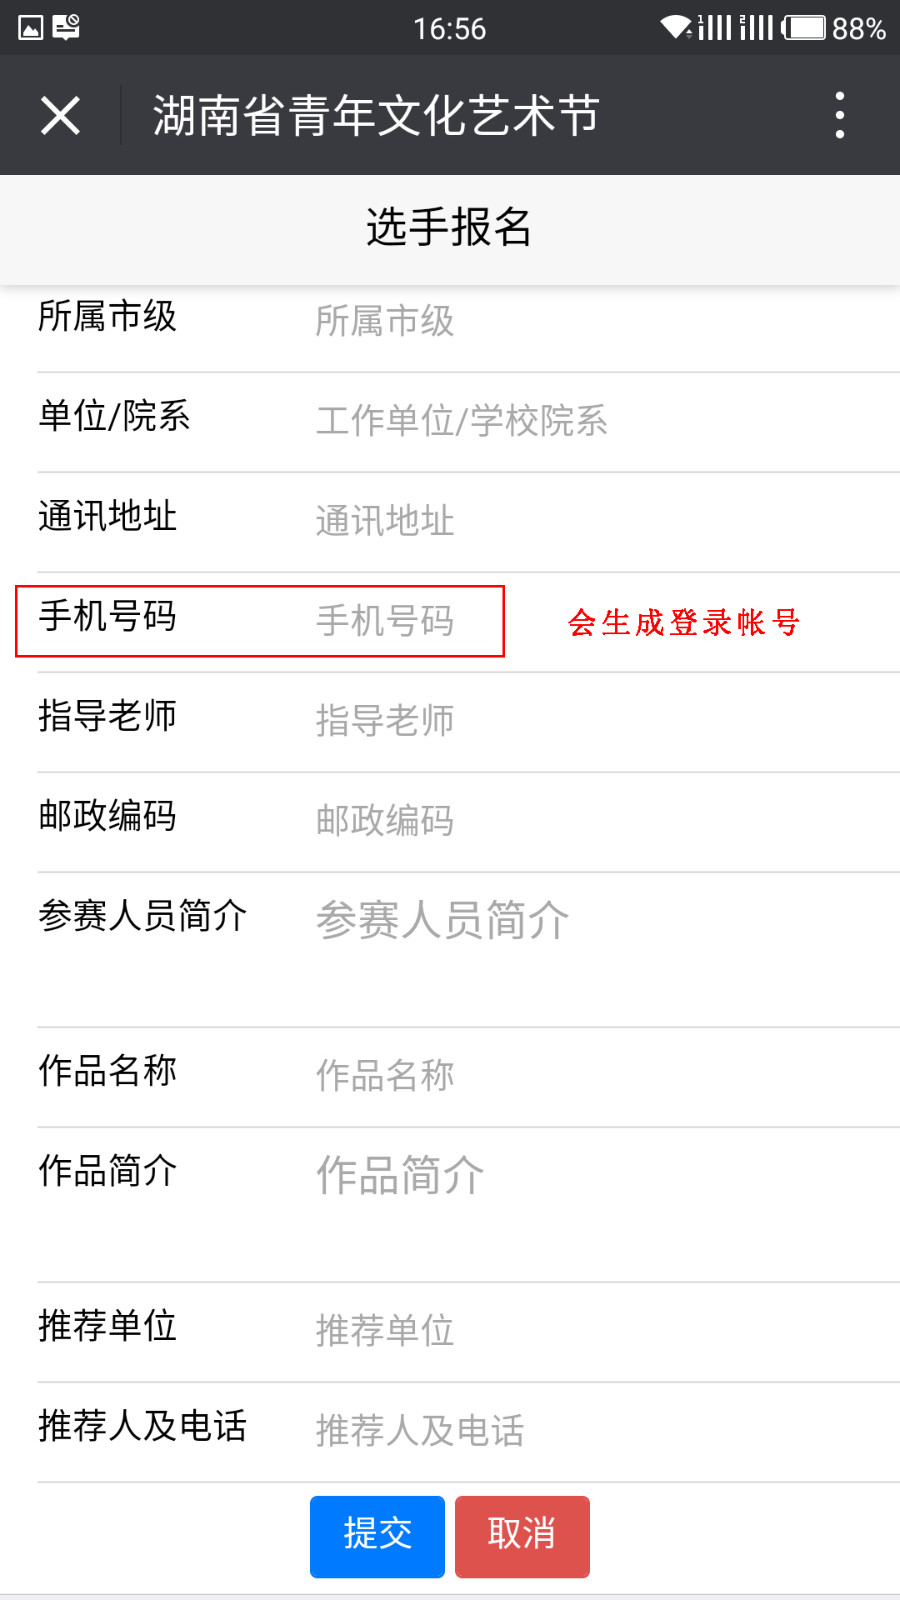 16:56 88%
湖南省青年文化艺术节
选手报名
所属市级 所属市级
单位/院系 工作单位/学校院系
通讯地址 通讯地址
手机号码 手机号码 会生成登录帐号
指导老师 指导老师
邮政编码 邮政编码
参赛人员简介 参赛人员简介
作品名称 作品名称
作品简介 作品简介
推荐单位 推荐单位
推荐人及电话 推荐人及电话
提交 取消